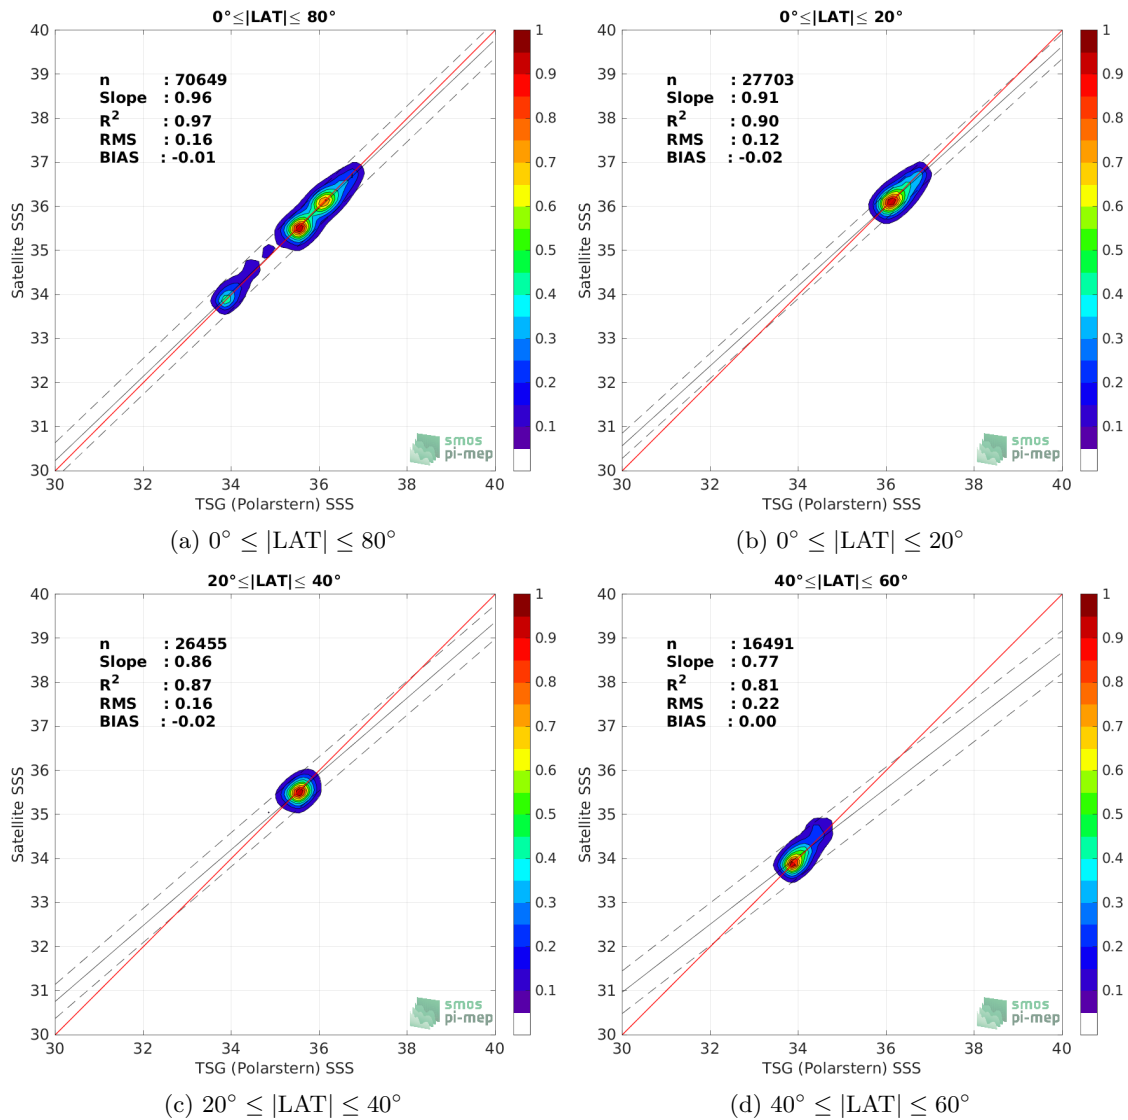 0°≤|LAT|≤ 80°
40
39
38
37
36
35
34
33
32
31
30
n : 70649
Slope : 0.96
R2 : 0.97
RMS : 0.16
BIAS : -0.01
Satellite SSS
30 32 34 36 38 40
TSG (Polarstern) SSS
1
0.9
0.8
0.7
0.6
0.5
0.4
0.3
0.2
0.1
smos
pi-mep
(a) 0° ≤ |LAT| ≤ 80°
0°≤|LAT|≤ 20°
40
39
38
37
36
35
34
33
32
31
30
n : 27703
Slope : 0.91
R2 : 0.90
RMS : 0.12
BIAS : -0.02
Satellite SSS
30 32 34 36 38 40
TSG (Polarstern) SSS
1
0.9
0.8
0.7
0.6
0.5
0.4
0.3
0.2
0.1
smos
pi-mep
(b) 0° ≤ |LAT| ≤ 20°
20°≤|LAT|≤ 40°
40
39
38
37
36
35
34
33
32
31
30
n : 26455
Slope : 0.86
R2 : 0.87
RMS : 0.16
BIAS : -0.02
Satellite SSS
30 32 34 36 38 40
TSG (Polarstern) SSS
1
0.9
0.8
0.7
0.6
0.5
0.4
0.3
0.2
0.1
smos
pi-mep
(c) 20° ≤ |LAT| ≤ 40°
40°≤|LAT|≤ 60°
40
39
38
37
36
35
34
33
32
31
30
n : 16491
Slope : 0.77
R2 : 0.81
RMS : 0.22
BIAS : 0.00
Satellite SSS
30 32 34 36 38 40
TSG (Polarstern) SSS
1
0.9
0.8
0.7
0.6
0.5
0.4
0.3
0.2
0.1
smos
pi-mep
(d) 40° ≤ |LAT| ≤ 60°